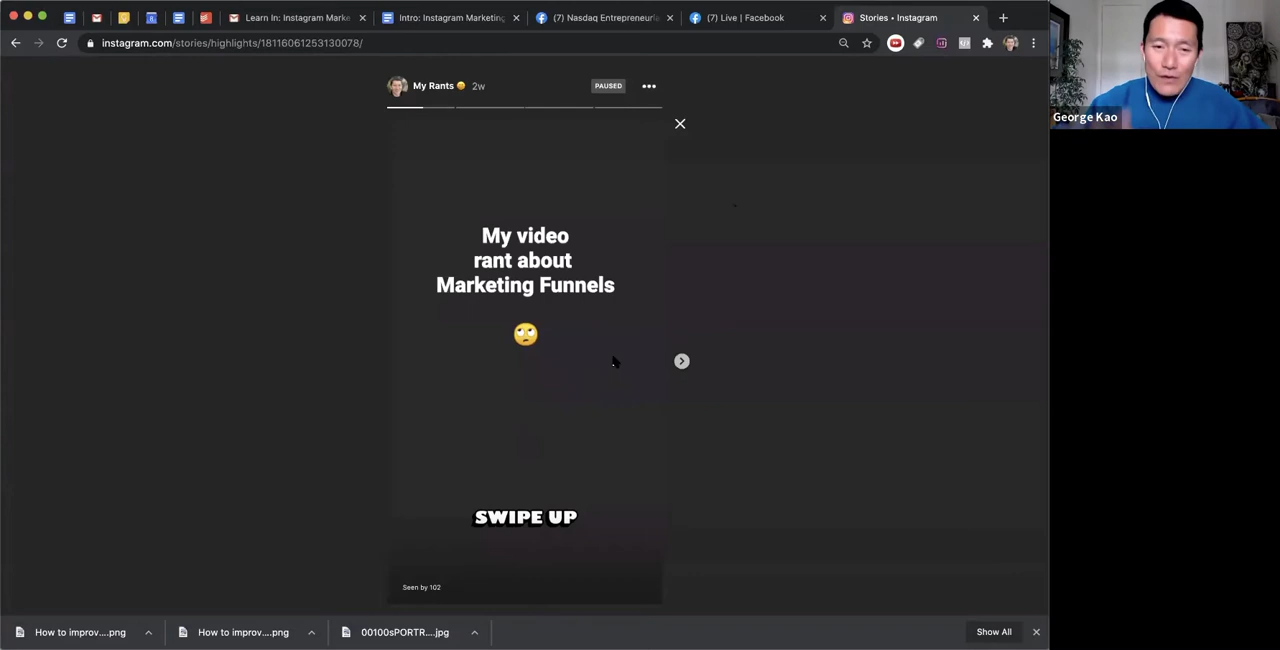 Learn In: Instagram Marke
Intro: Instagram Marketing
(7) Nasdaq Entrepreneuria
(7) Live | Facebook
Stories • Instagram
instagram.com/stories/highlights/18116061253130078/
My Rants
2w
PAUSED
George Kao
My video
rant about
Marketing Funnels
SWIPE UP
Seen by 102
How to improv....png
How to improv....png
00100sPORTR....jpg
Show All